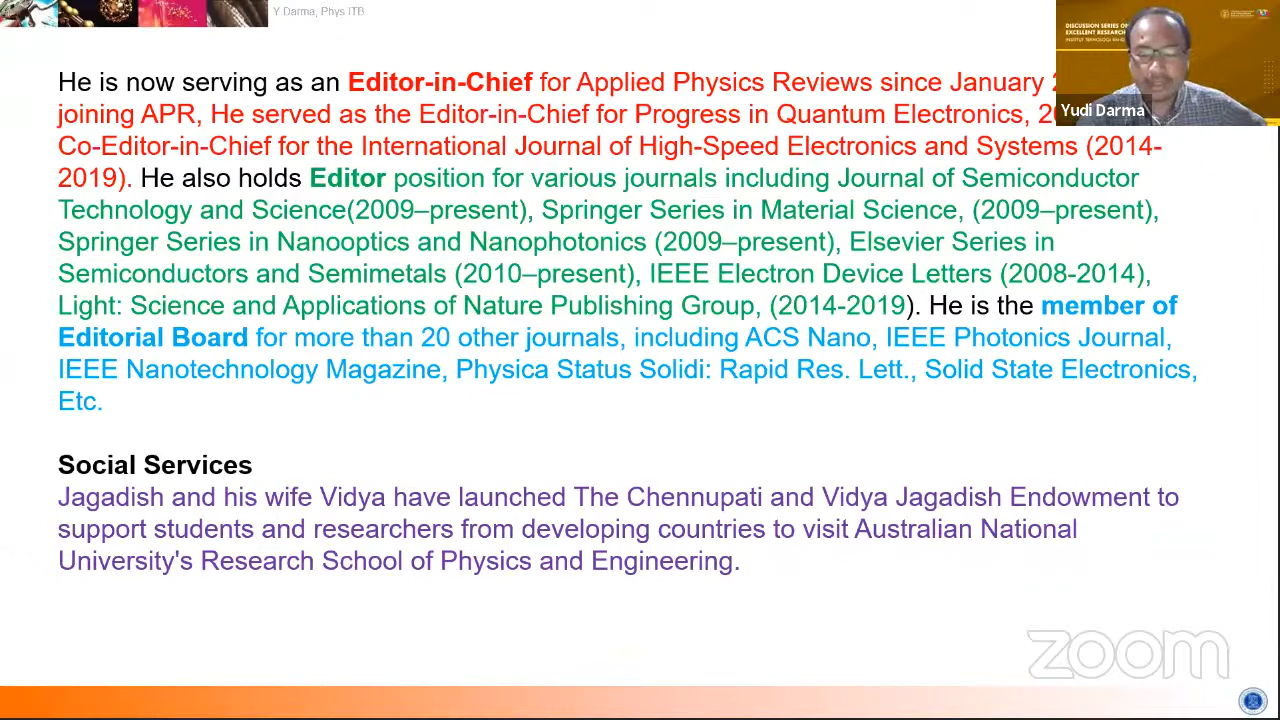 Y Darma, Phys ITB
DISCUSSION SERIES ON
EXCELLENT RESEARCH
Yudi Darma
He is now serving as an Editor-in-Chief for Applied Physics Reviews since January
joining APR, He served as the Editor-in-Chief for Progress in Quantum Electronics,
Co-Editor-in-Chief for the International Journal of High-Speed Electronics and Systems (2014-
2019). He also holds Editor position for various journals including Journal of Semiconductor
Technology and Science(2009–present), Springer Series in Material Science, (2009–present),
Springer Series in Nanooptics and Nanophotonics (2009–present), Elsevier Series in
Semiconductors and Semimetals (2010–present), IEEE Electron Device Letters (2008-2014),
Light: Science and Applications of Nature Publishing Group, (2014-2019). He is the member of
Editorial Board for more than 20 other journals, including ACS Nano, IEEE Photonics Journal,
IEEE Nanotechnology Magazine, Physica Status Solidi: Rapid Res. Lett., Solid State Electronics,
Etc.
Social Services
Jagadish and his wife Vidya have launched The Chennupati and Vidya Jagadish Endowment to
support students and researchers from developing countries to visit Australian National
University's Research School of Physics and Engineering.
zoom